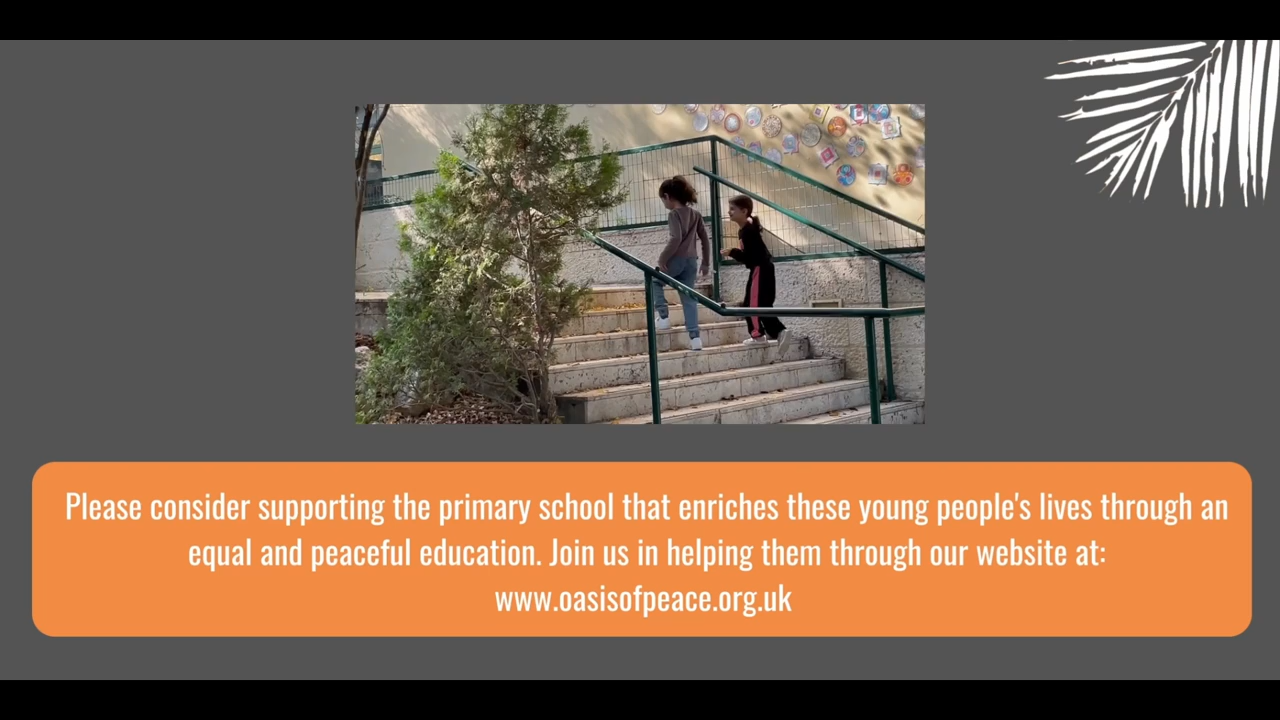 Please consider supporting the primary school that enriches these young people's lives through an
equal and peaceful education. Join us in helping them through our website at:
www.oasisofpeace.org.uk